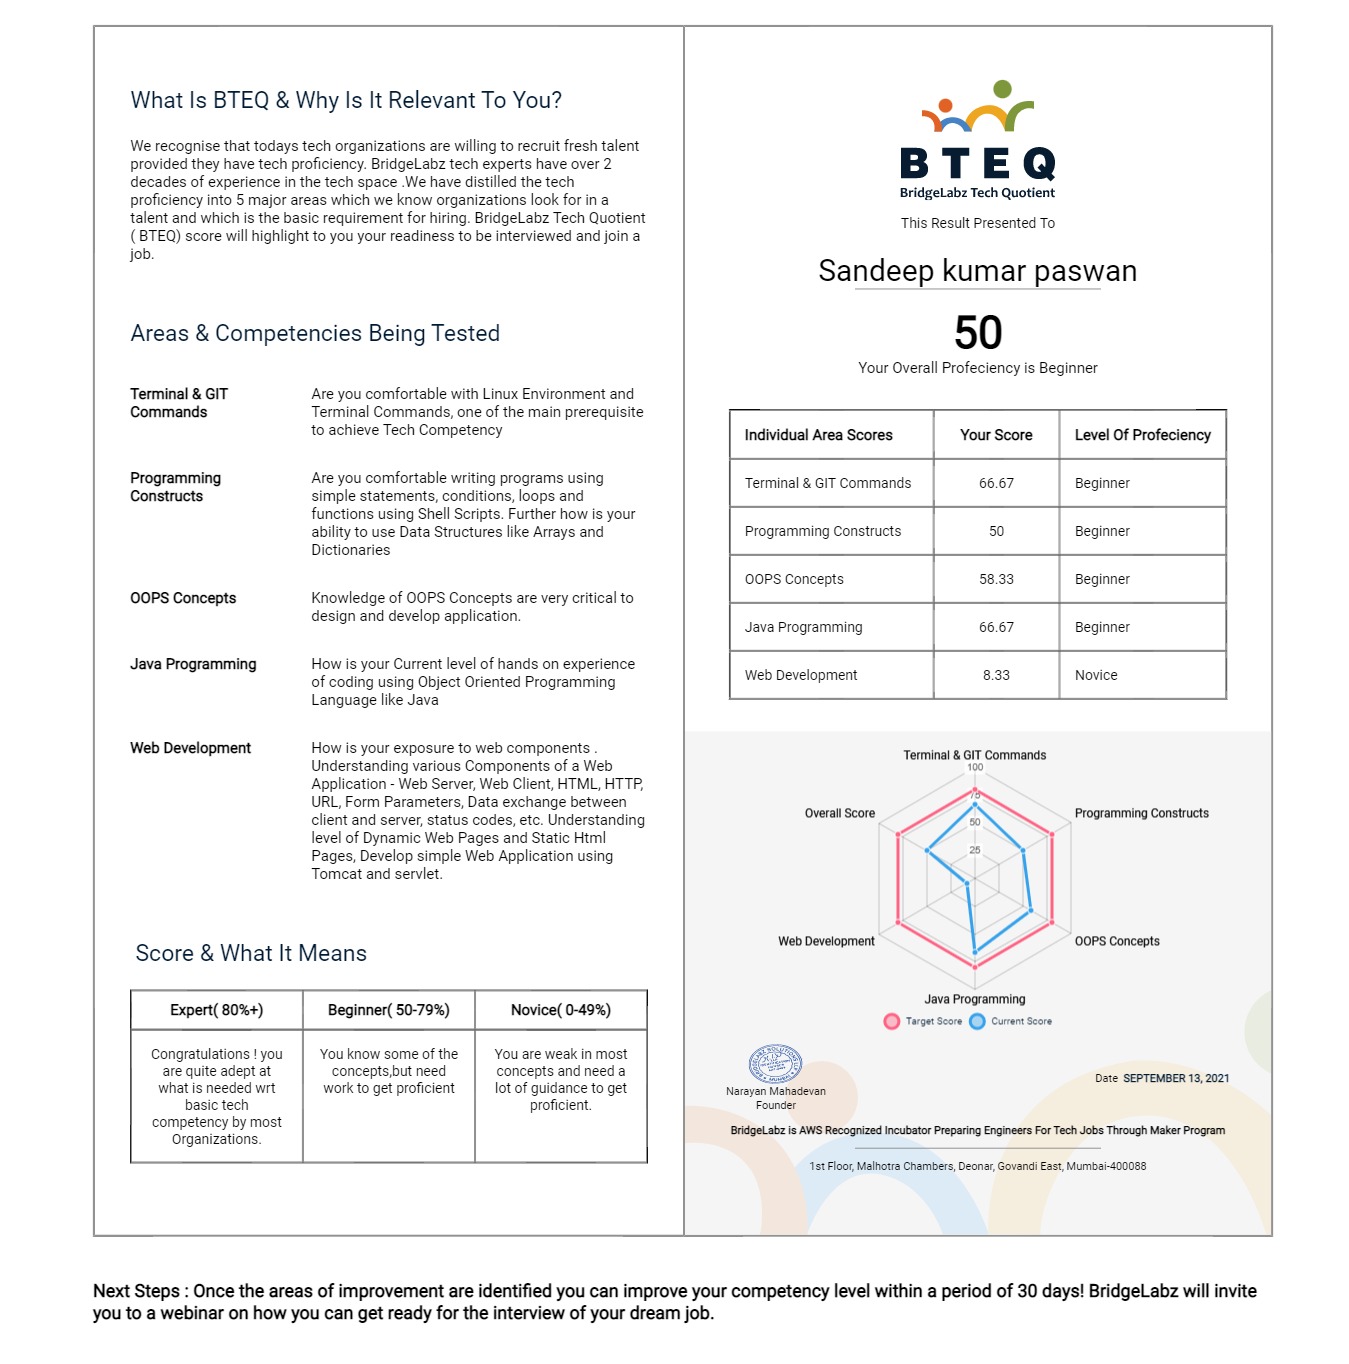 What Is BTEQ & Why Is It Relevant To You?
We recognise that todays tech organizations are willing to recruit fresh talent
provided they have tech proficiency. BridgeLabz tech experts have over 2
decades of experience in the tech space .We have distilled the tech
proficiency into 5 major areas which we know organizations look for in a
talent and which is the basic requirement for hiring. BridgeLabz Tech Quotient
( BTEQ) score will highlight to you your readiness to be interviewed and join a
job.
Areas & Competencies Being Tested
Terminal & GIT
Commands
Are you comfortable with Linux Environment and
Terminal Commands, one of the main prerequisite
to achieve Tech Competency
Programming
Constructs
Are you comfortable writing programs using
simple statements, conditions, loops and
functions using Shell Scripts. Further how is your
ability to use Data Structures like Arrays and
Dictionaries
OOPS Concepts
Knowledge of OOPS Concepts are very critical to
design and develop application.
Java Programming
How is your Current level of hands on experience
of coding using Object Oriented Programming
Language like Java
Web Development
How is your exposure to web components .
Understanding various Components of a Web
Application - Web Server, Web Client, HTML, HTTP,
URL, Form Parameters, Data exchange between
client and server, status codes, etc. Understanding
level of Dynamic Web Pages and Static Html
Pages, Develop simple Web Application using
Tomcat and servlet.
Score & What It Means
Expert( 80%+) Beginner( 50-79%) Novice( 0-49%)
Congratulations ! you
are quite adept at
what is needed wrt
basic tech
competency by most
Organizations.
You know some of the
concepts,but need
work to get proficient
You are weak in most
concepts and need a
lot of guidance to get
proficient.
BTEQ
BridgeLabz Tech Quotient
This Result Presented To
Sandeep kumar paswan
50
Your Overall Profeciency is Beginner
Individual Area Scores Your Score Level Of Profeciency
Terminal & GIT Commands 66.67 Beginner
Programming Constructs 50 Beginner
OOPS Concepts 58.33 Beginner
Java Programming 66.67 Beginner
Web Development 8.33 Novice
Terminal & GIT Commands
100
75
50
25
Overall Score
Programming Constructs
Web Development
OOPS Concepts
Java Programming
Target Score Current Score
Narayan Mahadevan
Founder
Date SEPTEMBER 13, 2021
BridgeLabz is AWS Recognized Incubator Preparing Engineers For Tech Jobs Through Maker Program
1st Floor, Malhotra Chambers, Deonar, Govandi East, Mumbai-400088
Next Steps : Once the areas of improvement are identified you can improve your competency level within a period of 30 days! BridgeLabz will invite
you to a webinar on how you can get ready for the interview of your dream job.